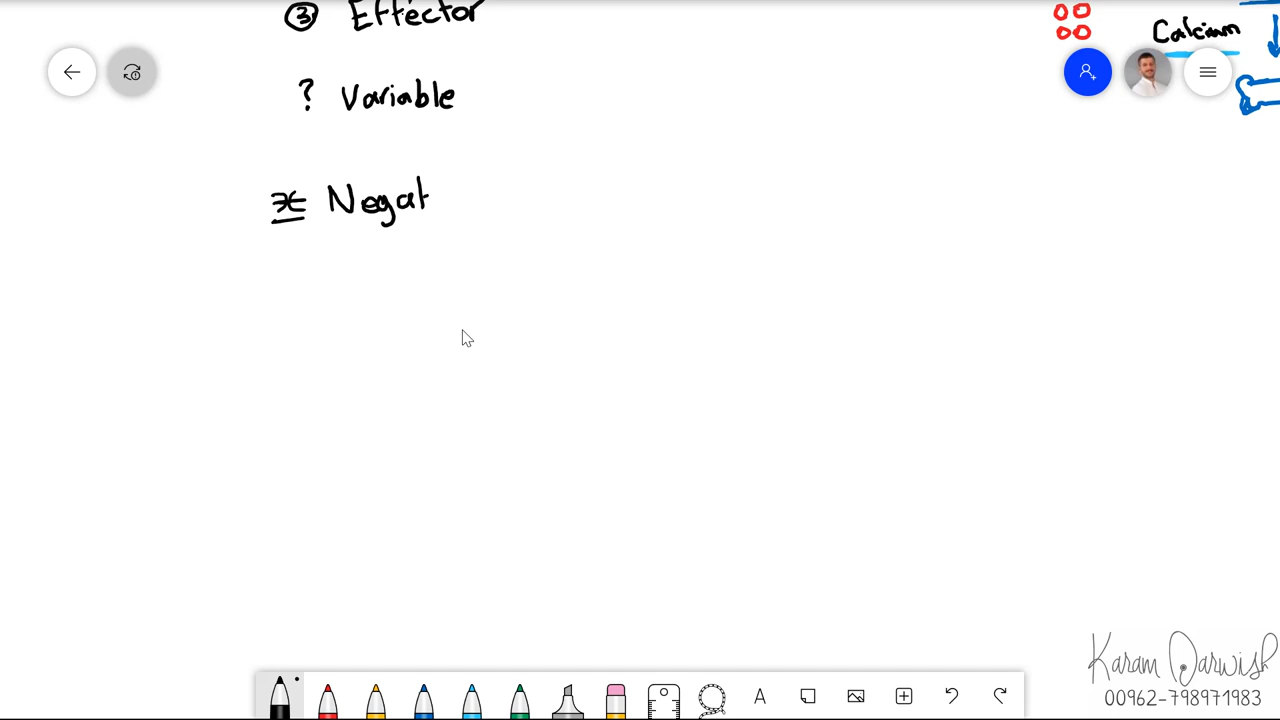 ③ Effector
Calcium
? Variable
* Negat
A
Karam Darwish
00962-798971983